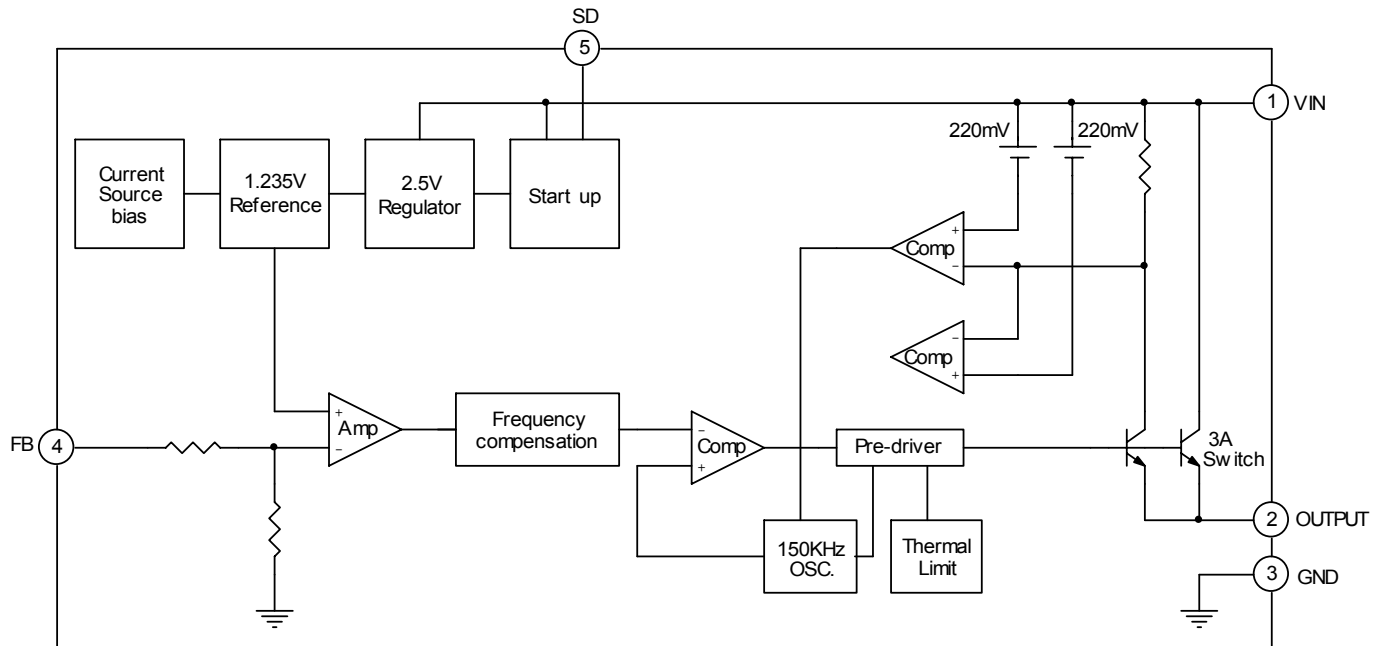 SD
5
1 VIN
220mV 220mV
Current
Source
bias
1.235V
Reference
2.5V
Regulator
Start up
+
Comp
−
−
Comp
+
FB 4
+
Amp
−
Frequency
compensation
−
Comp
+
Pre-driver
3A
Switch
150KHz
OSC.
Thermal
Limit
2 OUTPUT
3 GND